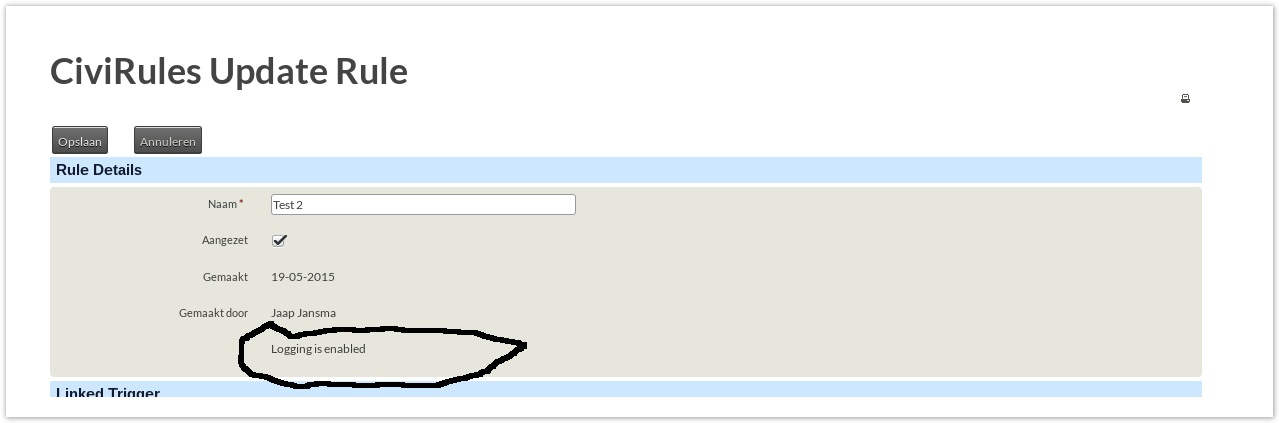 CiviRules Update Rule
Opslaan Annuleren
Rule Details
Naam * Test 2
Aangezet
Gemaakt 19-05-2015
Gemaakt door Jaap Jansma
Logging is enabled
Linked Trigger